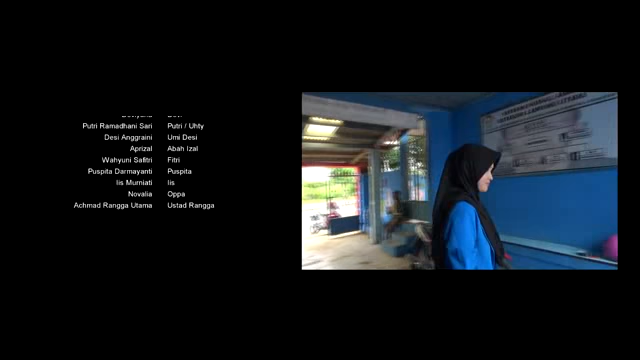 Putri Ramadhani Sari Putri / Uhty
Desi Anggraini Umi Desi
Aprizal Abah Izal
Wahyuni Safitri Fitri
Puspita Darmayanti Puspita
Iis Murniati Iis
Novalia Oppa
Achmad Rangga Utama Ustad Rangga